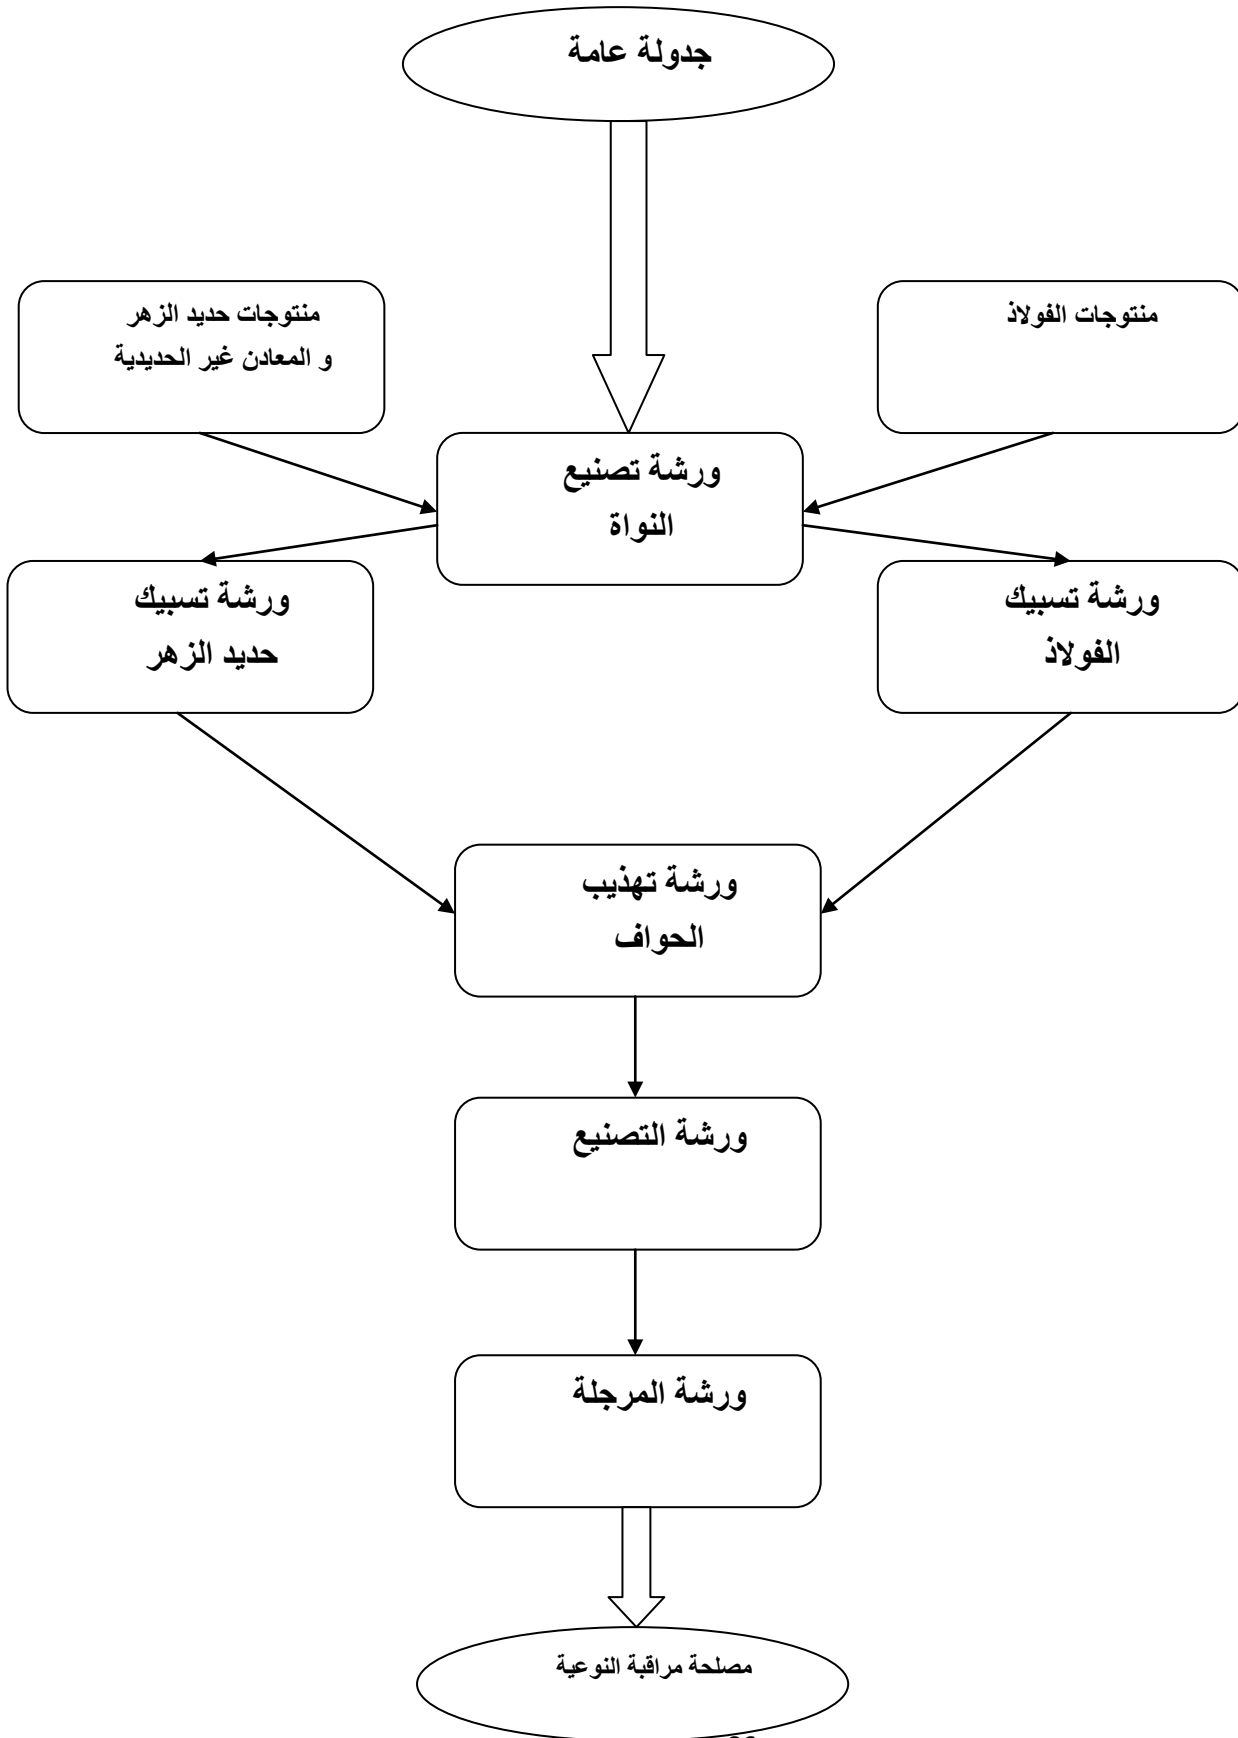 جدولة عامة
منتوجات الفولاذ
منتوجات حديد الزهر
و المعادن غير الحديدية
ورشة تصنيع
النواة
ورشة تسبيك
الفولاذ
ورشة تسبيك
حديد الزهر
ورشة تهذيب
الحواف
ورشة التصنيع
ورشة المرجلة
مصلحة مراقبة النوعية